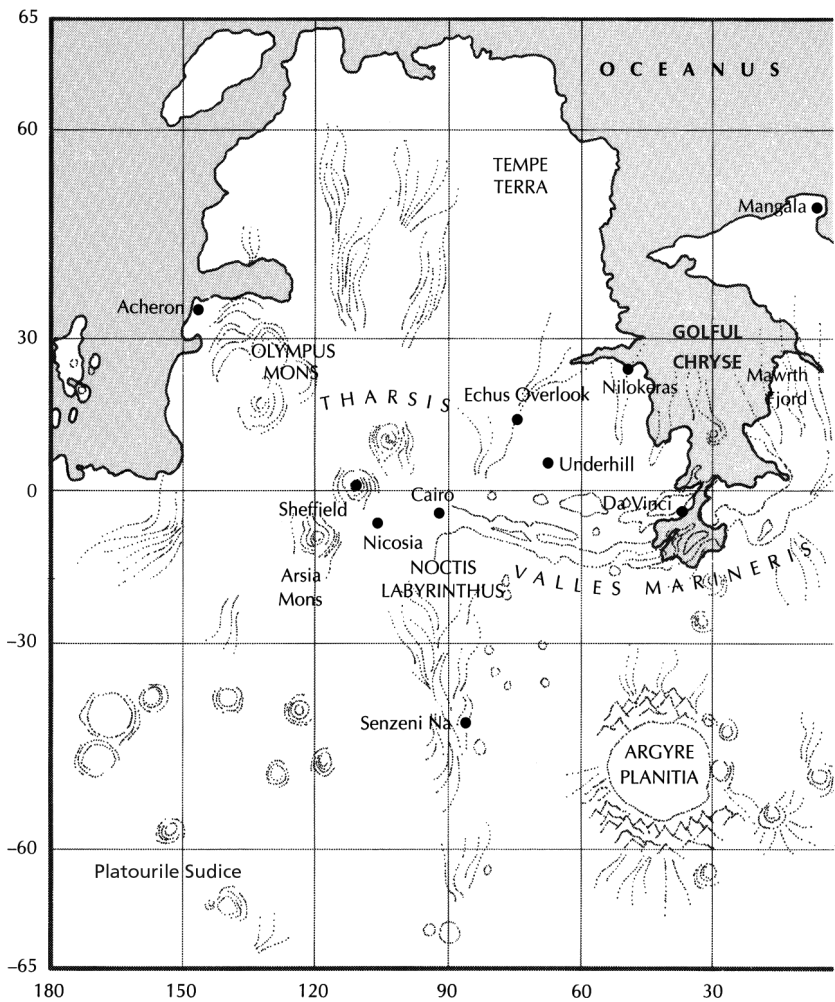 65
OCEANUS
60
TEMPE
TERRA
Mangala
Acheron
30
GOLFUL
CHRYSE
OLYMPUS
MONS
Mawrth
Fjord
Nilokeras
THARSIS
Echus Overlook
Underhill
0
Cairo
Da Vinci
Sheffield
Nicosia
NOCTIS
LABYRINTHUS
VALLES MARINERIS
Arsia
Mons
–30
Senzeni Na
ARGYRE
PLANITIA
–60
Platourile Sudice
–65
180 150 120 90 60 30